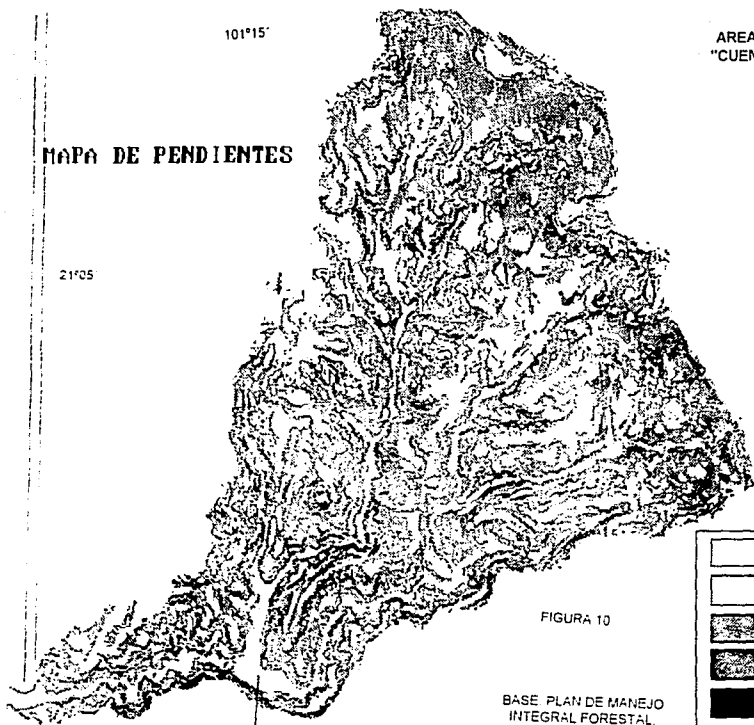 101°15'
AREA
"CUEN
MAPA DE PENDIENTES
21°05'
FIGURA 10
BASE. PLAN DE MANEJO
INTEGRAL FORESTAL.